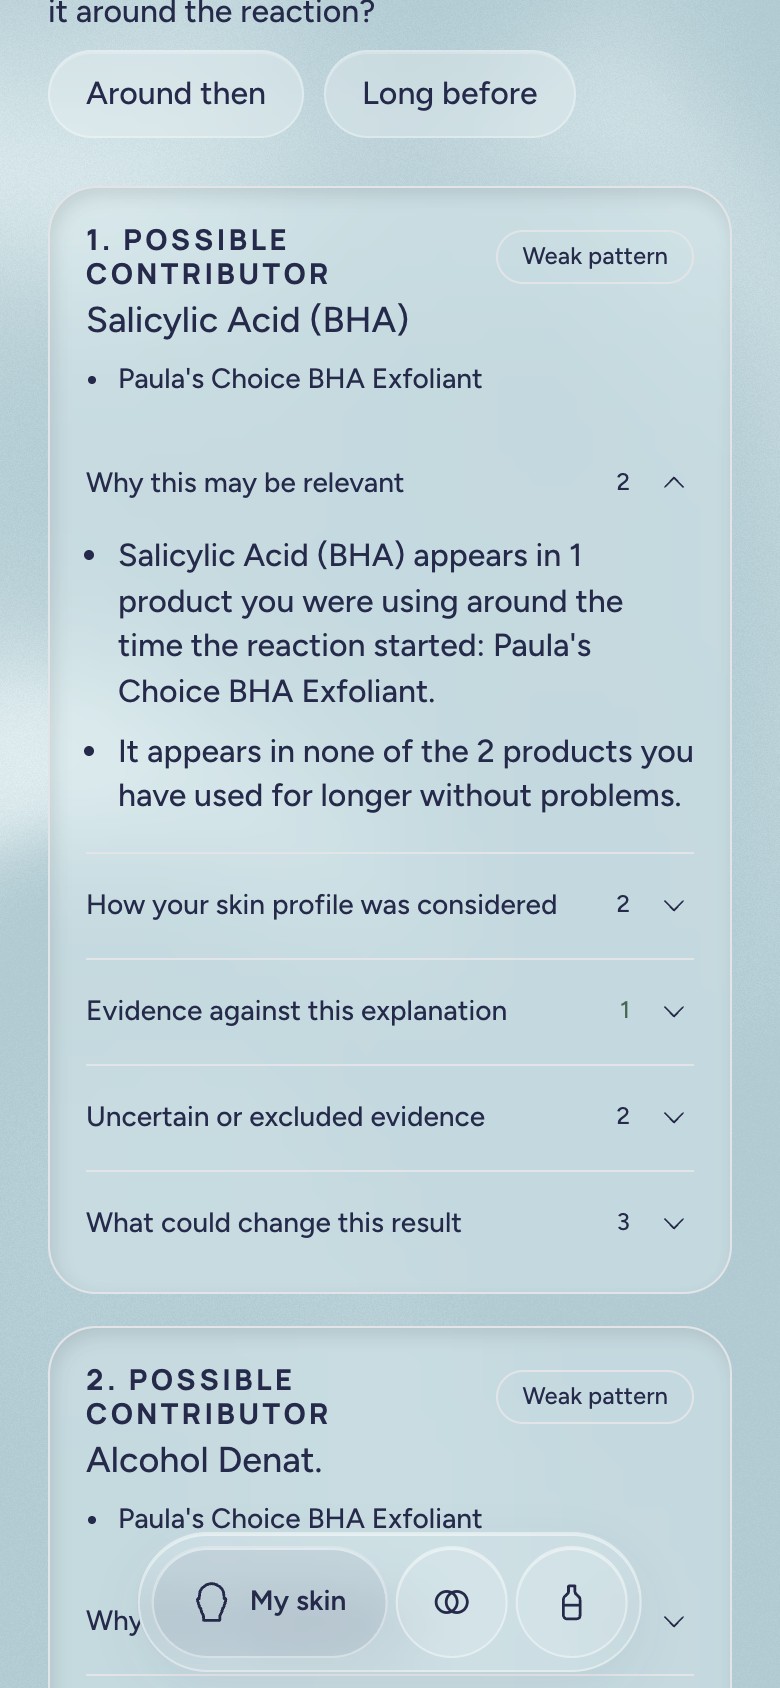 it around the reaction?
Around then
Long before
1. POSSIBLE
CONTRIBUTOR
Weak pattern
Salicylic Acid (BHA)
• Paula's Choice BHA Exfoliant
Why this may be relevant 2
• Salicylic Acid (BHA) appears in 1
product you were using around the
time the reaction started: Paula's
Choice BHA Exfoliant.
• It appears in none of the 2 products you
have used for longer without problems.
How your skin profile was considered 2
Evidence against this explanation 1
Uncertain or excluded evidence 2
What could change this result 3
2. POSSIBLE
CONTRIBUTOR
Weak pattern
Alcohol Denat.
• Paula's Choice BHA Exfoliant
Why
My skin